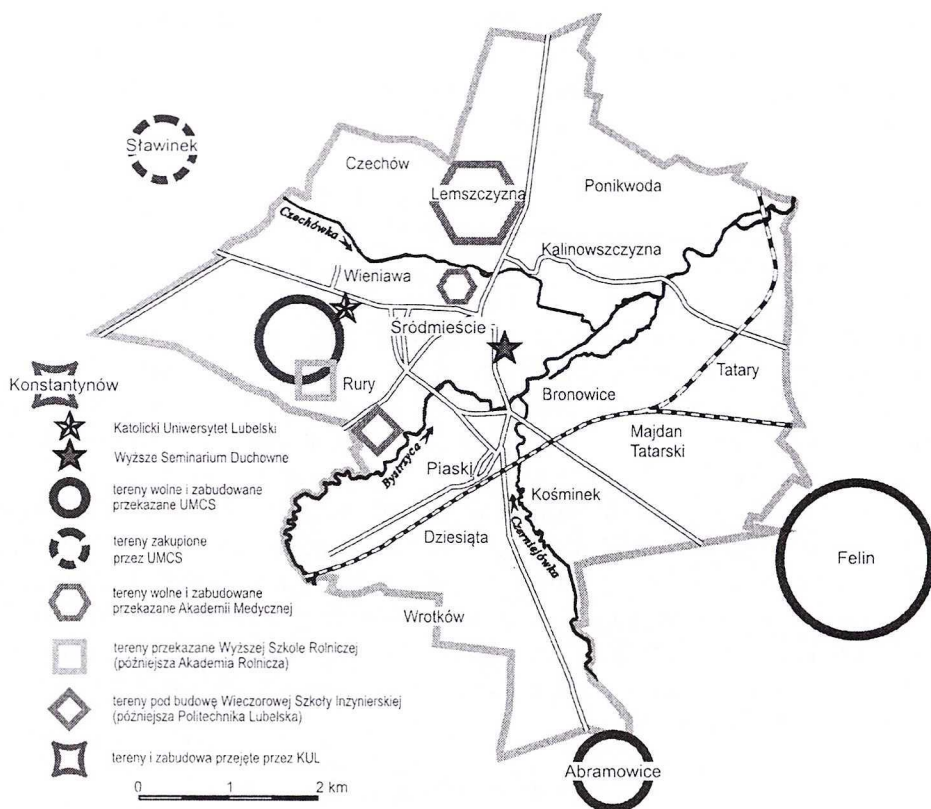 Sławinek
Czechów
Lemszczyzna
Ponikwoda
Czechówka
Kalinowszczyzna
Wieniawa
Śródmieście
Konstantynów
Rury
Bronowice
Tatary
Majdan
Tatarski
Bystrzyca
Piaski
Kośminek
Dziesiąta
Czerniejówka
Felin
Wrotków
Abramowice
Katolicki Uniwersytet Lubelski
Wyższe Seminarium Duchowne
tereny wolne i zabudowane
przekazane UMCS
tereny zakupione
przez UMCS
tereny wolne i zabudowane
przekazane Akademii Medycznej
tereny przekazane Wyższej Szkole Rolniczej
(późniejsza Akademia Rolnicza)
tereny pod budowę Wieczorowej Szkoły Inżynierskiej
(późniejsza Politechnika Lubelska)
tereny i zabudowa przejęte przez KUL
0 1 2 km